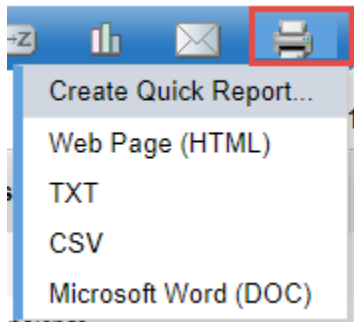 Create Quick Report...
Web Page (HTML)
TXT
CSV
Microsoft Word (DOC)